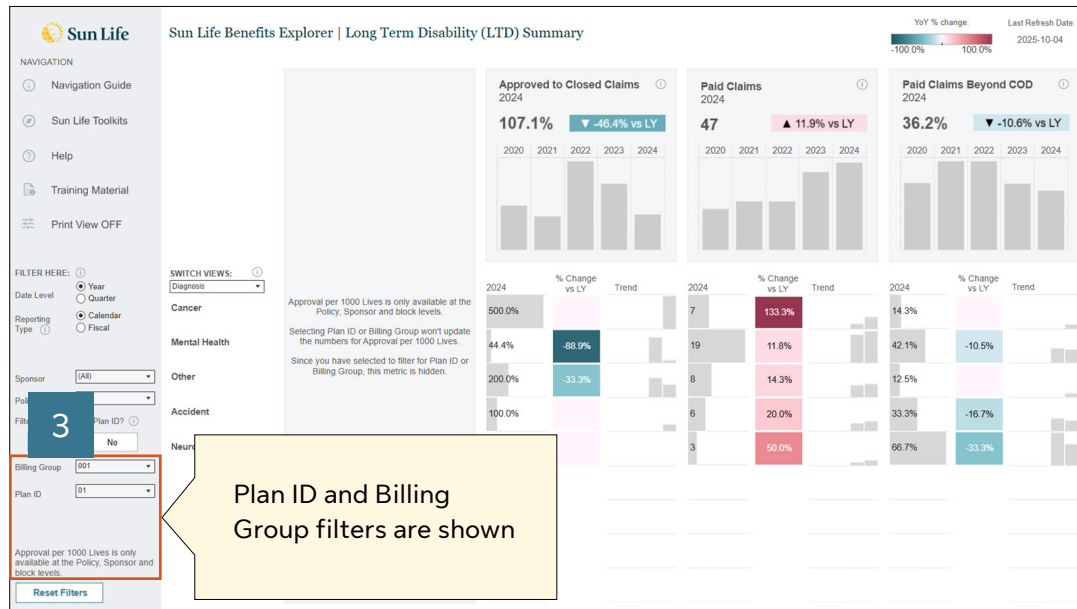 Sun Life
Sun Life Benefits Explorer | Long Term Disability (LTD) Summary
YoY % change:
-100.0% 100.0%
Last Refresh Date:
2025-10-04
NAVIGATION
Navigation Guide
Sun Life Toolkits
Help
Training Material
Print View OFF
FILTER HERE:
Date Level
Year
Quarter
Reporting
Type
Calendar
Fiscal
Sponsor (All)
3
Plan ID?
No
Billing Group 001
Plan ID 01
Approval per 1000 Lives is only
available at the Policy, Sponsor and
block levels.
Reset Filters
SWITCH VIEWS:
Diagnosis
Cancer
Mental Health
Other
Accident
Approval per 1000 Lives is only available at the
Policy, Sponsor and block levels.
Selecting Plan ID or Billing Group won't update
the numbers for Approval per 1000 Lives.
Since you have selected to filter for Plan ID or
Billing Group, this metric is hidden.
Plan ID and Billing
Group filters are shown
Approved to Closed Claims
2024
107.1% ▼ -46.4% vs LY
2020 2021 2022 2023 2024
2024 % Change
vs LY Trend
500.0%
44.4% -88.9%
200.0% -33.3%
100.0%
Paid Claims
2024
47 ▲ 11.9% vs LY
2020 2021 2022 2023 2024
2024 % Change
vs LY Trend
7 133.3%
19 11.8%
8 14.3%
6 20.0%
3 50.0%
Paid Claims Beyond COD
2024
36.2% ▼ -10.6% vs LY
2020 2021 2022 2023 2024
2024 % Change
vs LY Trend
14.3%
42.1% -10.5%
12.5%
33.3% -16.7%
66.7% -33.3%